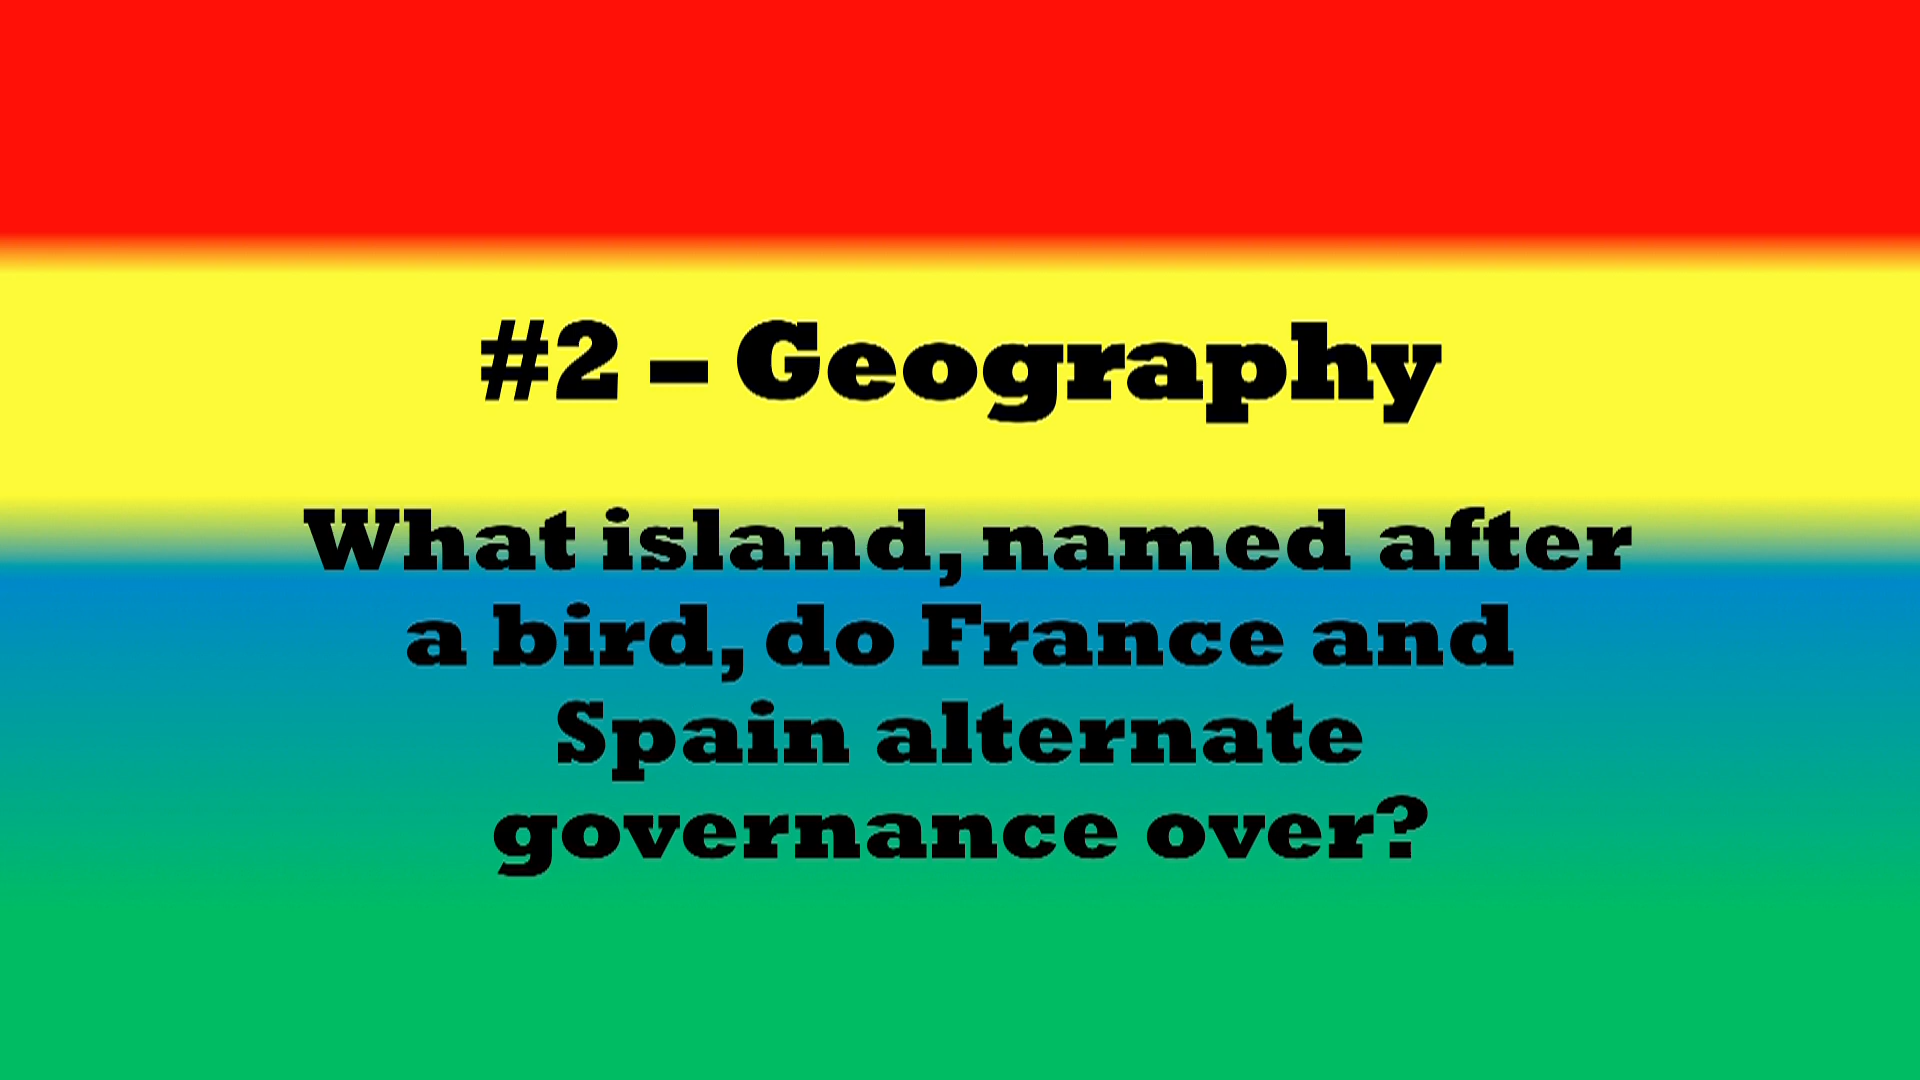 #2 – Geography
What island, named after
a bird, do France and
Spain alternate
governance over?